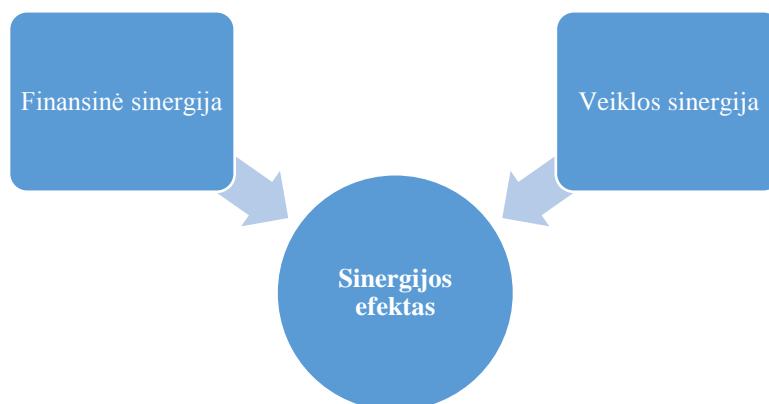 Finansinė sinergija
Veiklos sinergija
Sinergijos
efektas